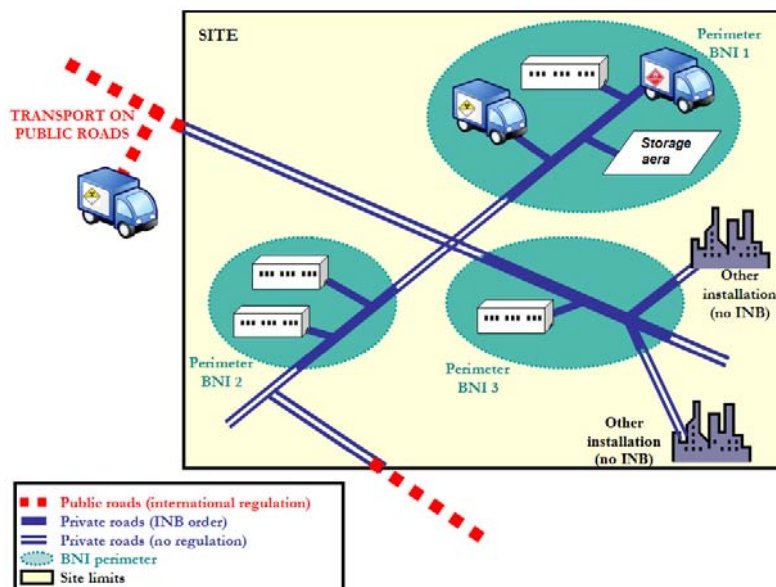 SITE
Perimeter
BNI 1
TRANSPORT ON
PUBLIC ROADS
Storage
aera
Other
installation
(no INB)
Perimeter
BNI 2
Perimeter
BNI 3
Other
installation
(no INB)
Public roads (international regulation)
Private roads (INB order)
Private roads (no regulation)
BNI perimeter
Site limits